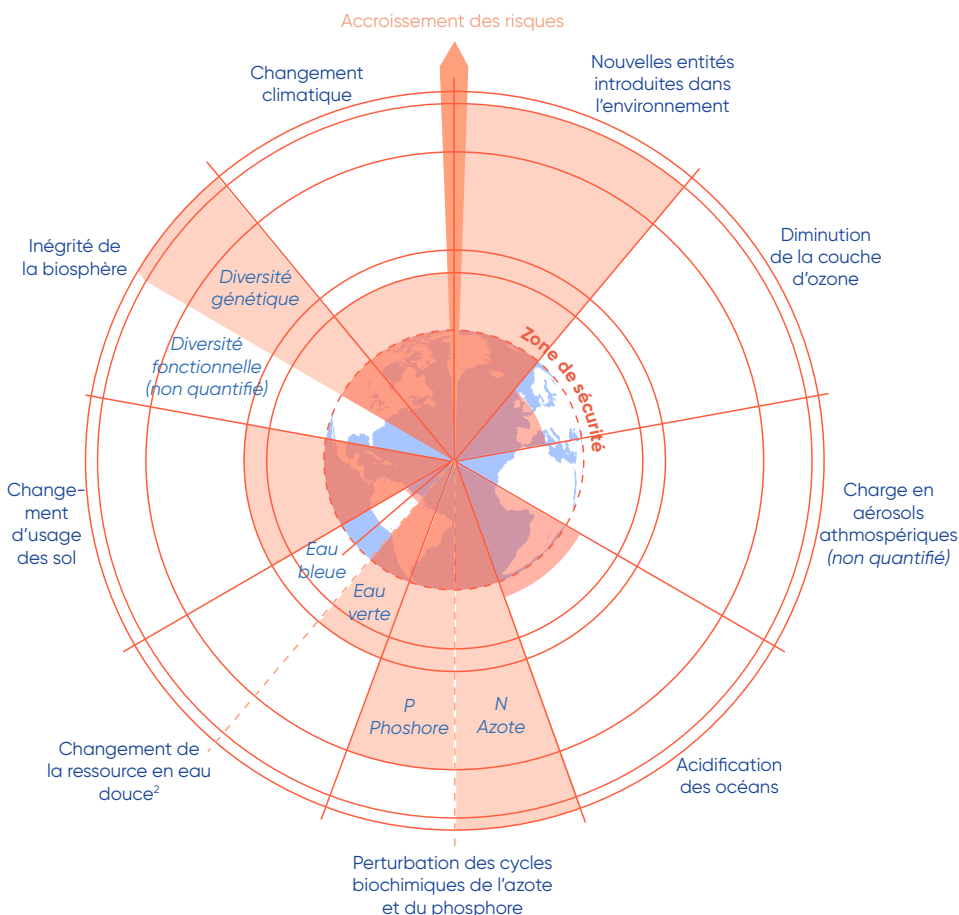 Accroissement des risques
Changement
climatique
Nouvelles entités
introduites dans
l'environnement
Inégrité de
la biosphère
Diversité
génétique
Diversité
fonctionnelle
(non quantifié)
Zone de sécurité
Diminution
de la couche
d'ozone
Change-
ment
d'usage
des sol
Charge en
aérosols
athmospériques
(non quantifié)
Eau
bleue
Eau
verte
P
Phoshore
N
Azote
Changement de
la ressource en eau
douce²
Acidification
des océans
Perturbation des cycles
biochimiques de l'azote
et du phosphore